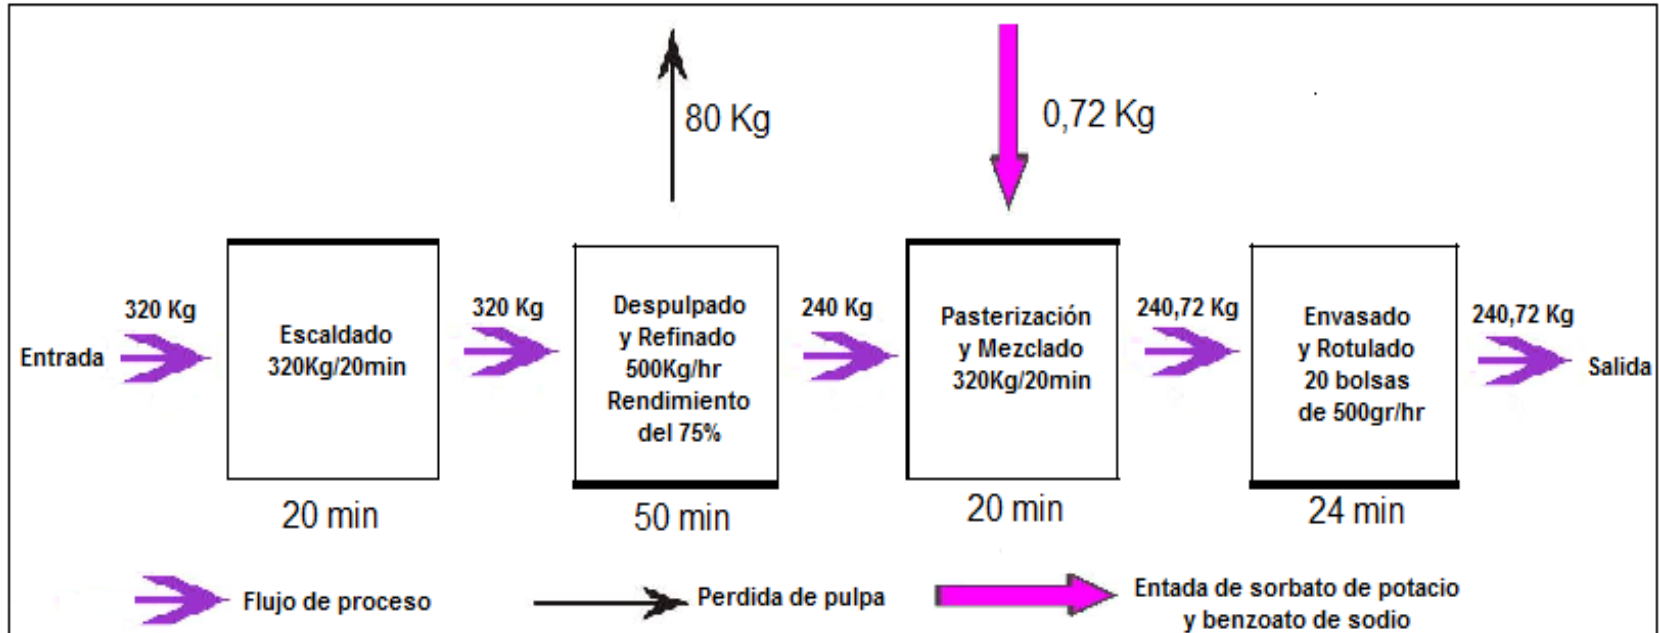 80 Kg
0,72 Kg
Entrada
320 Kg
Escaldado
320Kg/20min
20 min
320 Kg
Despulpado
y Refinado
500Kg/hr
Rendimiento
del 75%
50 min
240 Kg
Pasterización
y Mezclado
320Kg/20min
20 min
240,72 Kg
Envasado
y Rotulado
20 bolsas
de 500gr/hr
24 min
240,72 Kg
Salida
Flujo de proceso
Perdida de pulpa
Entada de sorbato de potacio
y benzoato de sodio